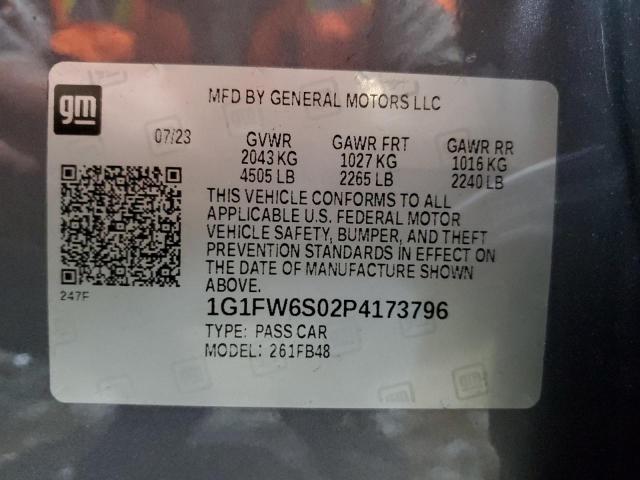 gm
MFD BY GENERAL MOTORS LLC
07/23
GVWR GAWR FRT GAWR RR
2043 KG 1027 KG 1016 KG
4505 LB 2265 LB 2240 LB
THIS VEHICLE CONFORMS TO ALL
APPLICABLE U.S. FEDERAL MOTOR
VEHICLE SAFETY, BUMPER, AND THEFT
PREVENTION STANDARDS IN EFFECT ON
THE DATE OF MANUFACTURE SHOWN
ABOVE.
247F
1G1FW6S02P4173796
TYPE: PASS CAR
MODEL: 261FB48